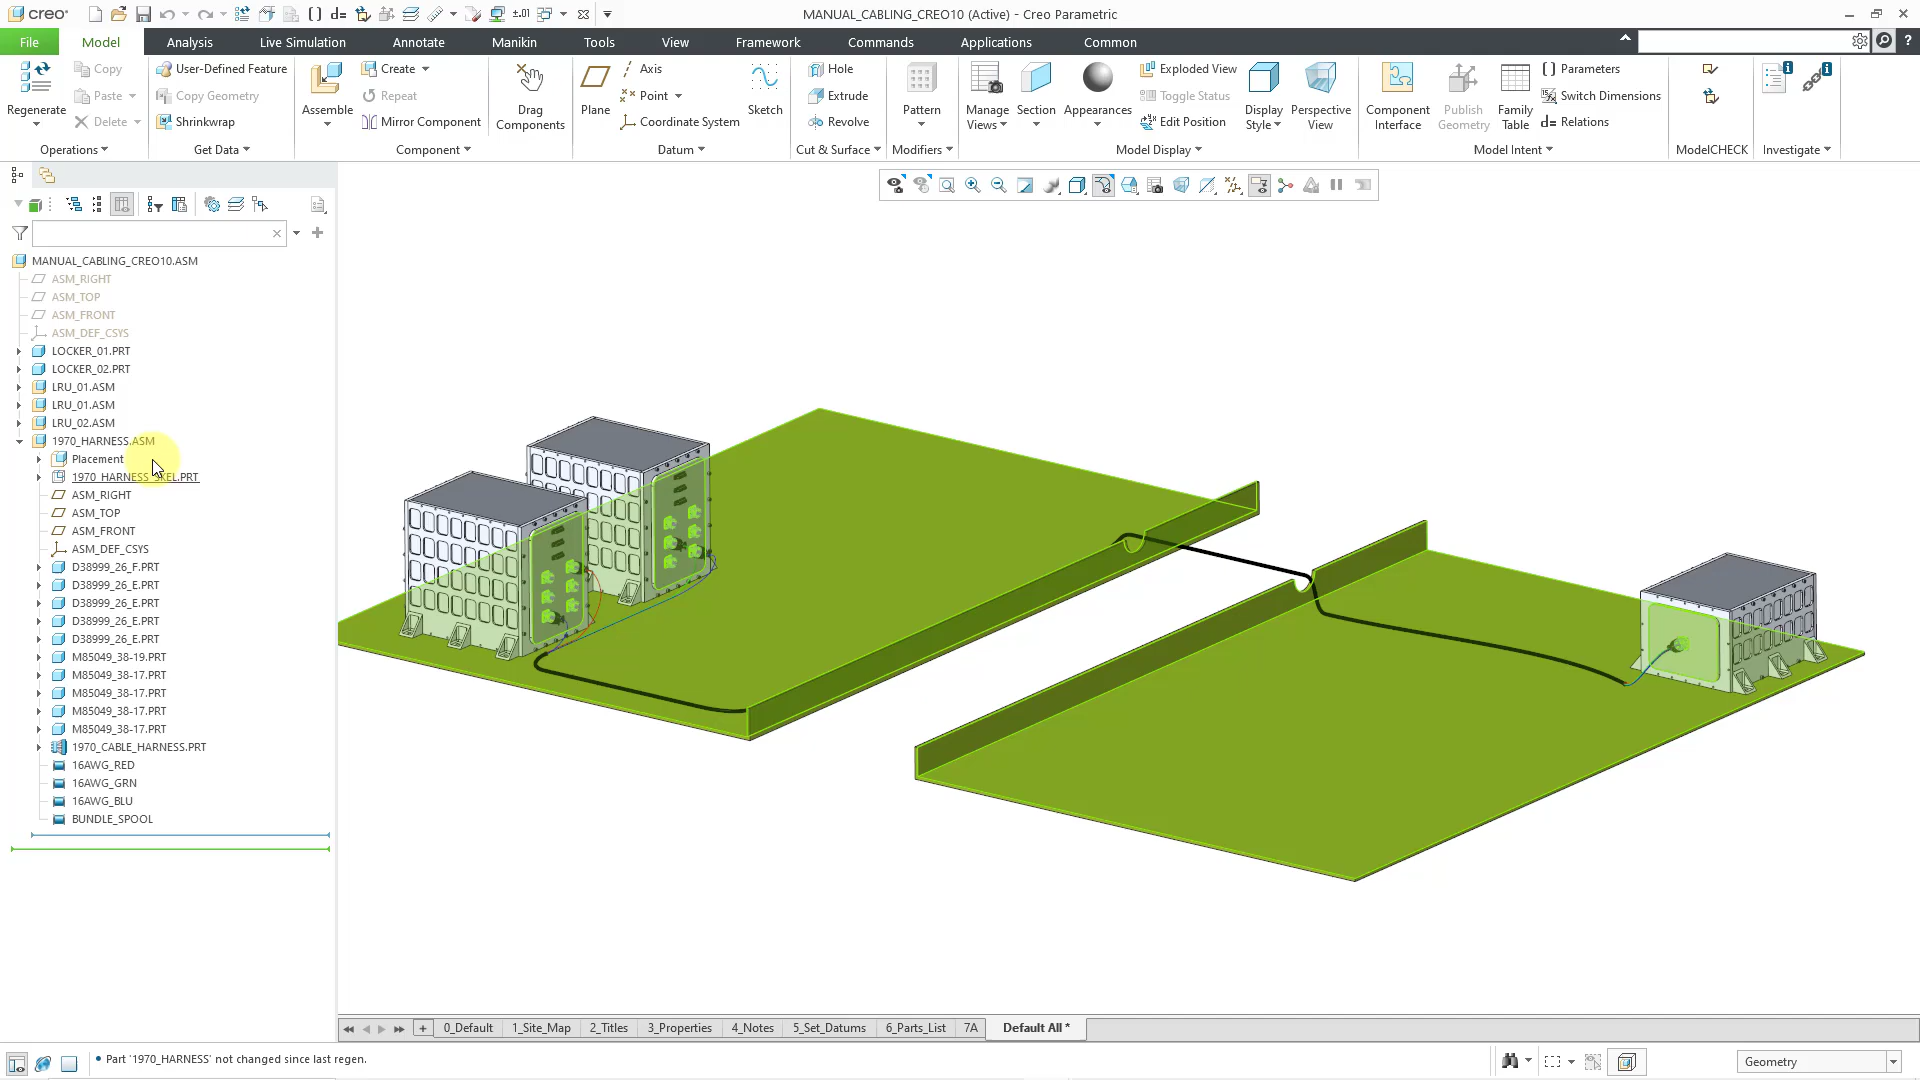 creo
MANUAL_CABLING_CREO10 (Active) - Creo Parametric
File
Model
Analysis
Live Simulation
Annotate
Manikin
Tools
View
Framework
Commands
Applications
Common
Regenerate
Copy
Paste
Delete
Operations
User-Defined Feature
Copy Geometry
Shrinkwrap
Get Data
Assemble
Create
Repeat
Mirror Component
Component
Drag Components
Plane
Axis
Point
Coordinate System
Sketch
Datum
Hole
Extrude
Revolve
Cut & Surface
Pattern
Modifiers
Manage Views
Section
Appearances
Exploded View
Toggle Status
Edit Position
Display Style
Perspective View
Model Display
Component Interface
Publish Geometry
Family Table
Parameters
Switch Dimensions
d= Relations
Model Intent
ModelCHECK
Investigate
MANUAL_CABLING_CREO10.ASM
ASM_RIGHT
ASM_TOP
ASM_FRONT
ASM_DEF_CSYS
LOCKER_01.PRT
LOCKER_02.PRT
LRU_01.ASM
LRU_01.ASM
LRU_02.ASM
1970_HARNESS.ASM
Placement
1970_HARNESS_SKEL.PRT
ASM_RIGHT
ASM_TOP
ASM_FRONT
ASM_DEF_CSYS
D38999_26_F.PRT
D38999_26_E.PRT
D38999_26_E.PRT
D38999_26_E.PRT
D38999_26_E.PRT
M85049_38-19.PRT
M85049_38-17.PRT
M85049_38-17.PRT
M85049_38-17.PRT
M85049_38-17.PRT
1970_CABLE_HARNESS.PRT
16AWG_RED
16AWG_GRN
16AWG_BLU
BUNDLE_SPOOL
0_Default
1_Site_Map
2_Titles
3_Properties
4_Notes
5_Set_Datums
6_Parts_List
7A
Default All *
• Part '1970_HARNESS' not changed since last regen.
Geometry